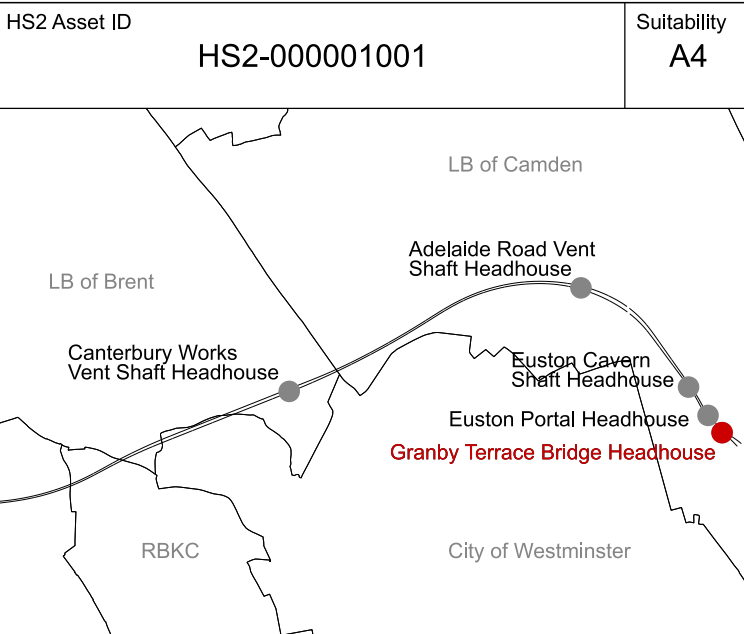 HS2 Asset ID
HS2-000001001
Suitability
A4
LB of Camden
Adelaide Road Vent
Shaft Headhouse
LB of Brent
Canterbury Works
Vent Shaft Headhouse
Euston Cavern
Shaft Headhouse
Euston Portal Headhouse
Granby Terrace Bridge Headhouse
RBKC
City of Westminster